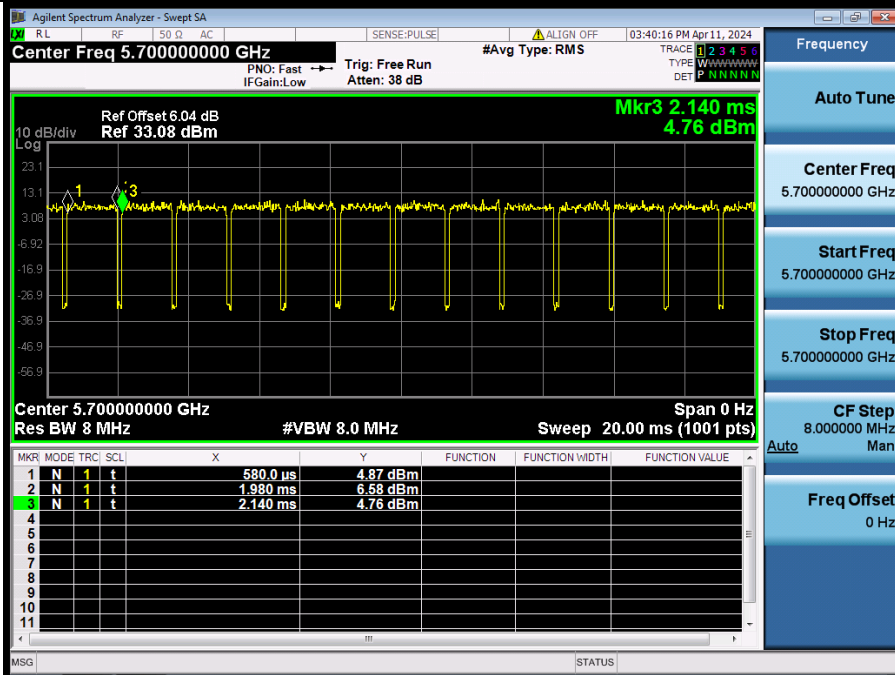 Agilent Spectrum Analyzer - Swept SA
LXI RL RF 50 Ω AC SENSE:PULSE ALIGN OFF 03:40:16 PM Apr 11, 2024
Center Freq 5.700000000 GHz
PNO: Fast
IFGain:Low
Trig: Free Run
Atten: 38 dB
#Avg Type: RMS
TRACE 1 2 3 4 5 6
TYPE WWWWWW
DET P N N N N N
Ref Offset 6.04 dB
10 dB/div Ref 33.08 dBm
Log
Mkr3 2.140 ms
4.76 dBm
23.1
13.1
3.08
-6.92
-16.9
-26.9
-36.9
-46.9
-56.9
1
3
Center 5.700000000 GHz Span 0 Hz
Res BW 8 MHz #VBW 8.0 MHz Sweep 20.00 ms (1001 pts)
MKR MODE TRC SCL X Y FUNCTION FUNCTION WIDTH FUNCTION VALUE
1 N 1 t 580.0 µs 4.87 dBm
2 N 1 t 1.980 ms 6.58 dBm
3 N 1 t 2.140 ms 4.76 dBm
4
5
6
7
8
9
10
11
MSG STATUS
Frequency
Auto Tune
Center Freq
5.700000000 GHz
Start Freq
5.700000000 GHz
Stop Freq
5.700000000 GHz
CF Step
8.000000 MHz
Auto Man
Freq Offset
0 Hz